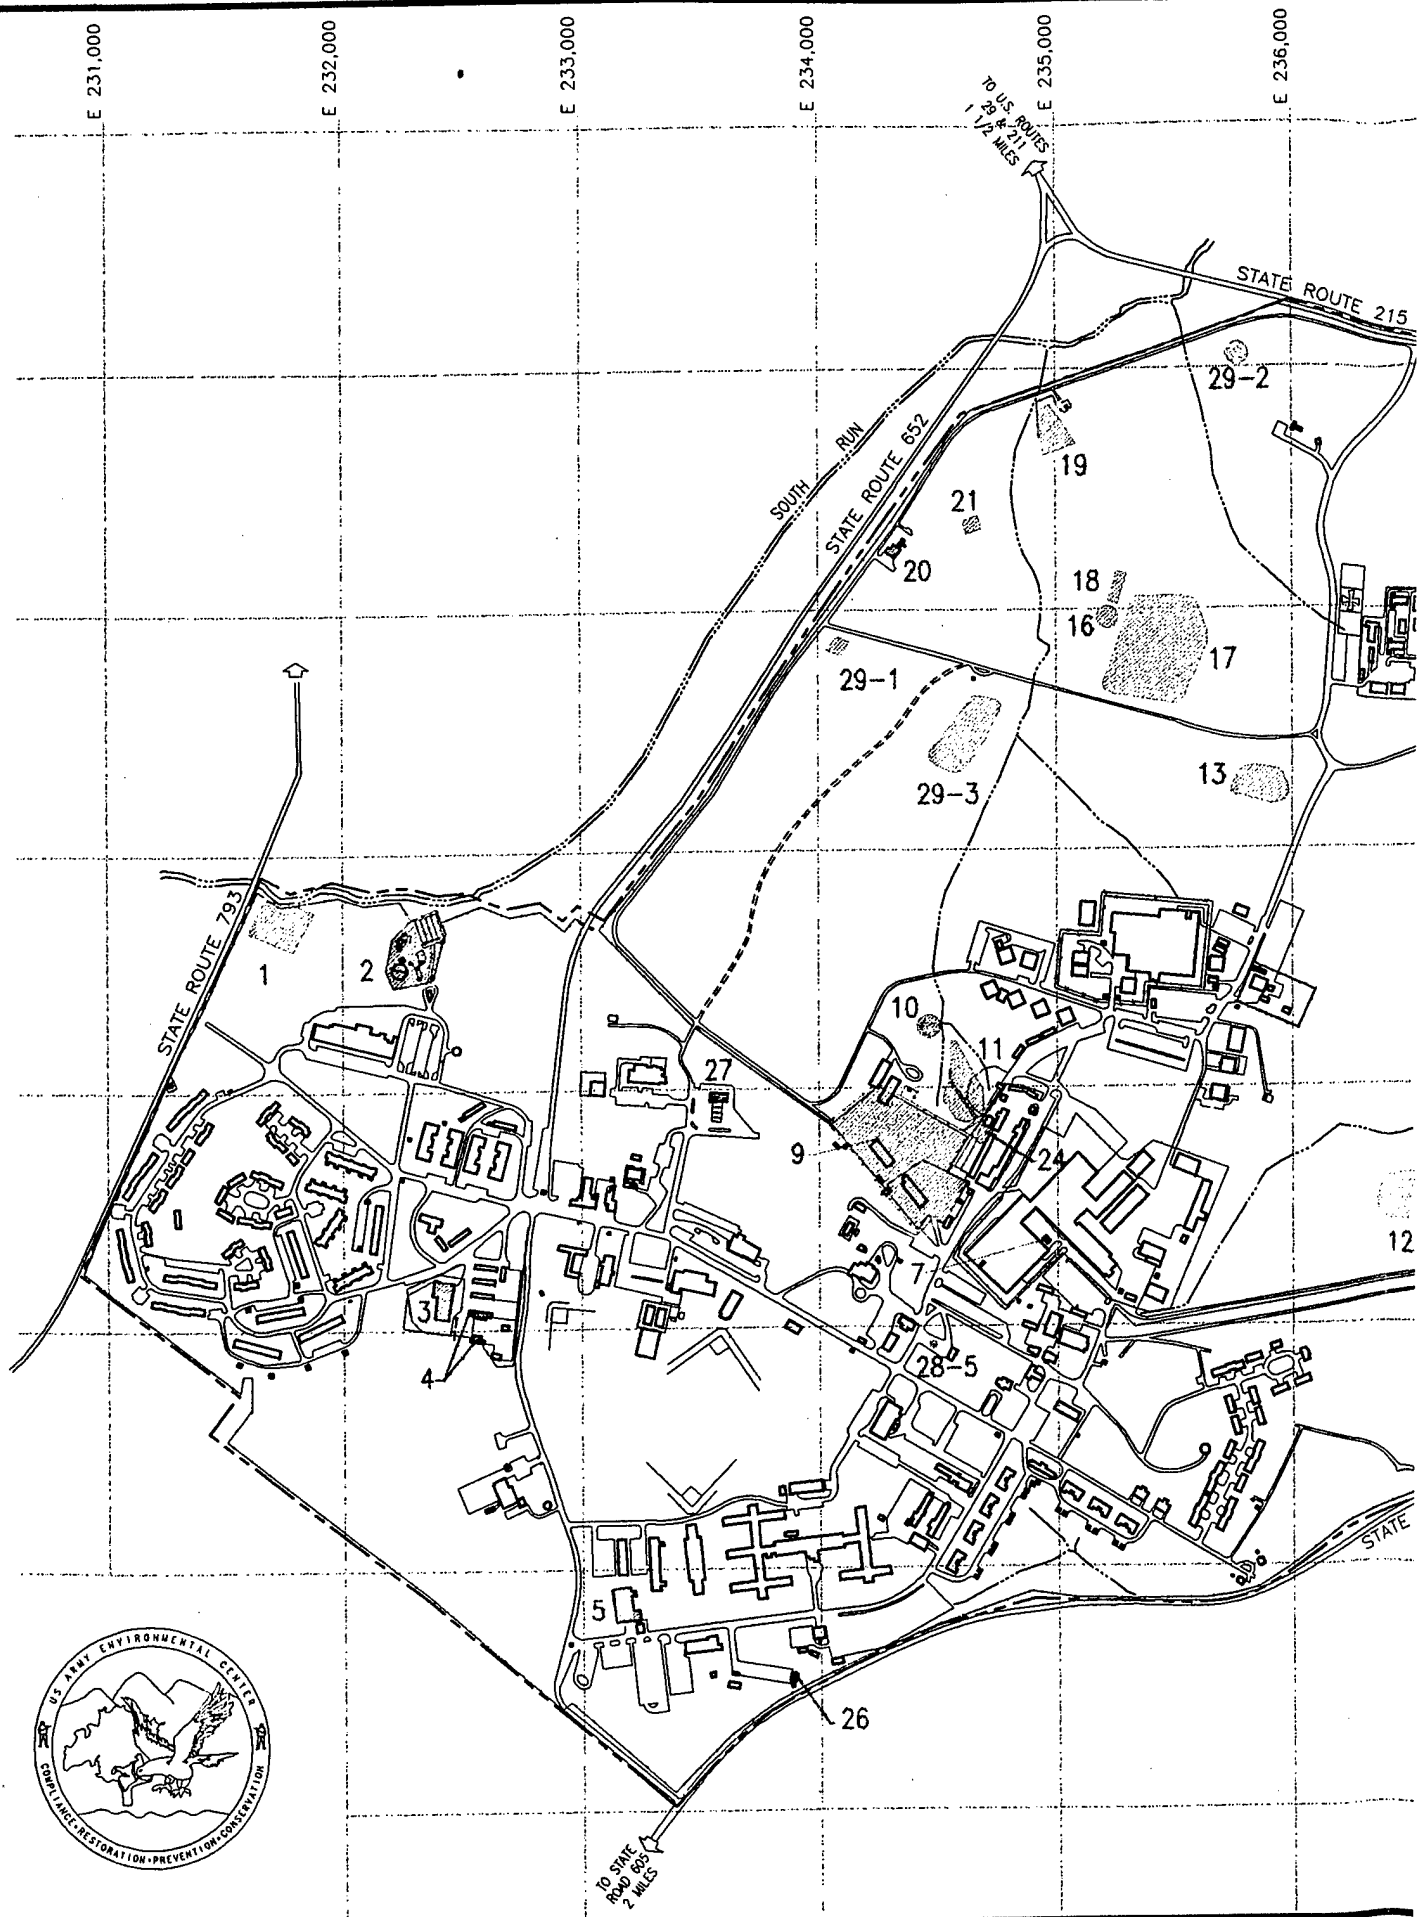 E 231,000
E 232,000
E 233,000
E 234,000
E 235,000
E 236,000
TO U.S. ROUTES
29 & 211
1 1/2 MILES
STATE ROUTE 215
29-2
SOUTH RUN
STATE ROUTE 652
19
21
20
18
16
17
29-1
29-3
13
STATE ROUTE 793
1
2
10
11
27
9
24
12
7
3
4
28-5
STATE
5
26
US ARMY ENVIRONMENTAL CENTER
COMPLIANCE•RESTORATION•PREVENTION•CONSERVATION
TO STATE
ROAD 605
2 MILES